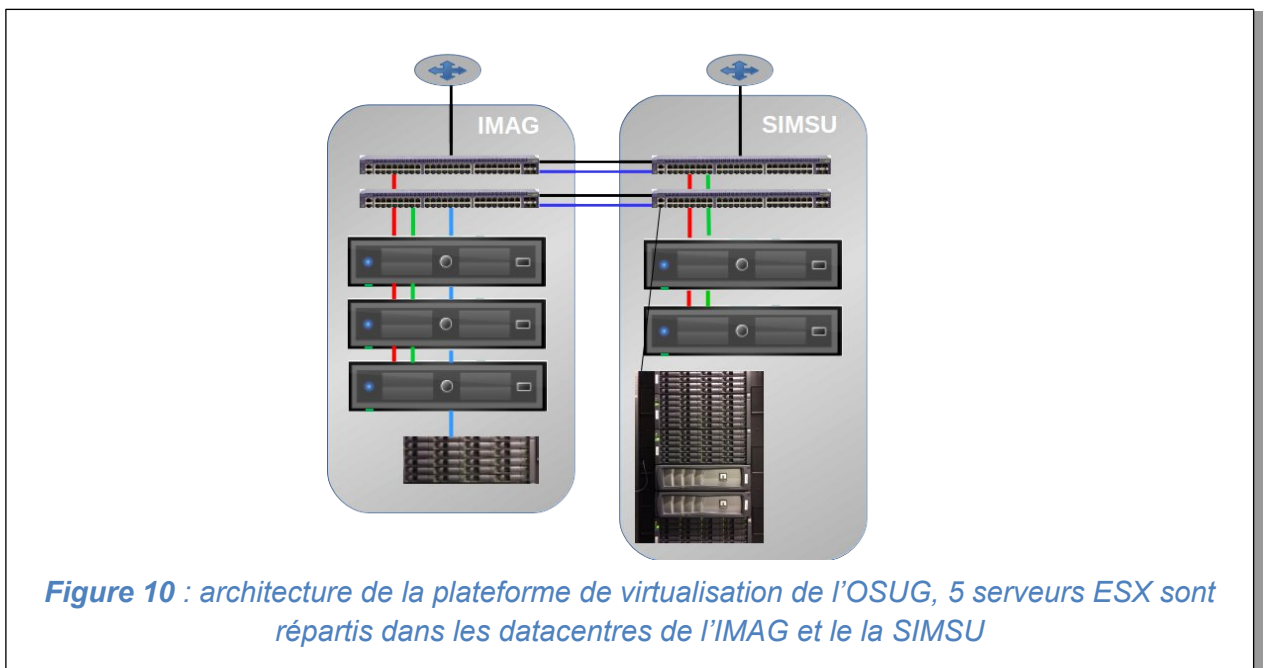 IMAG
SIMSU
Figure 10 : architecture de la plateforme de virtualisation de l’OSUG, 5 serveurs ESX sont
répartis dans les datacentres de l’IMAG et le la SIMSU